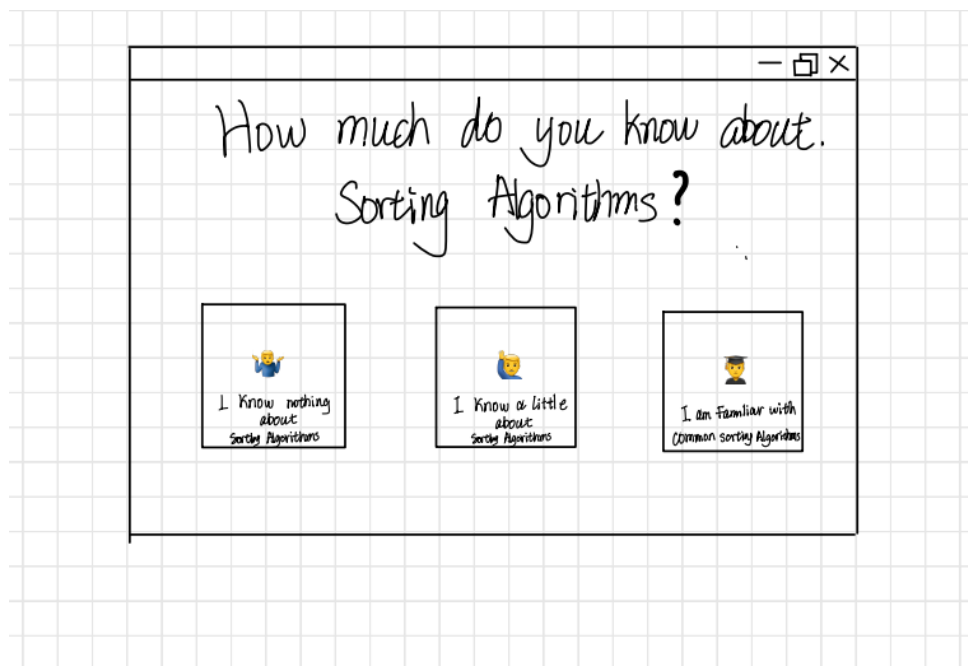 How much do you know about.
Sorting Algorithms?
I Know nothing
about
Sorting Algorithms
I Know a little
about
Sorting Algorithms
I am Familiar with
Common sorting Algorithms